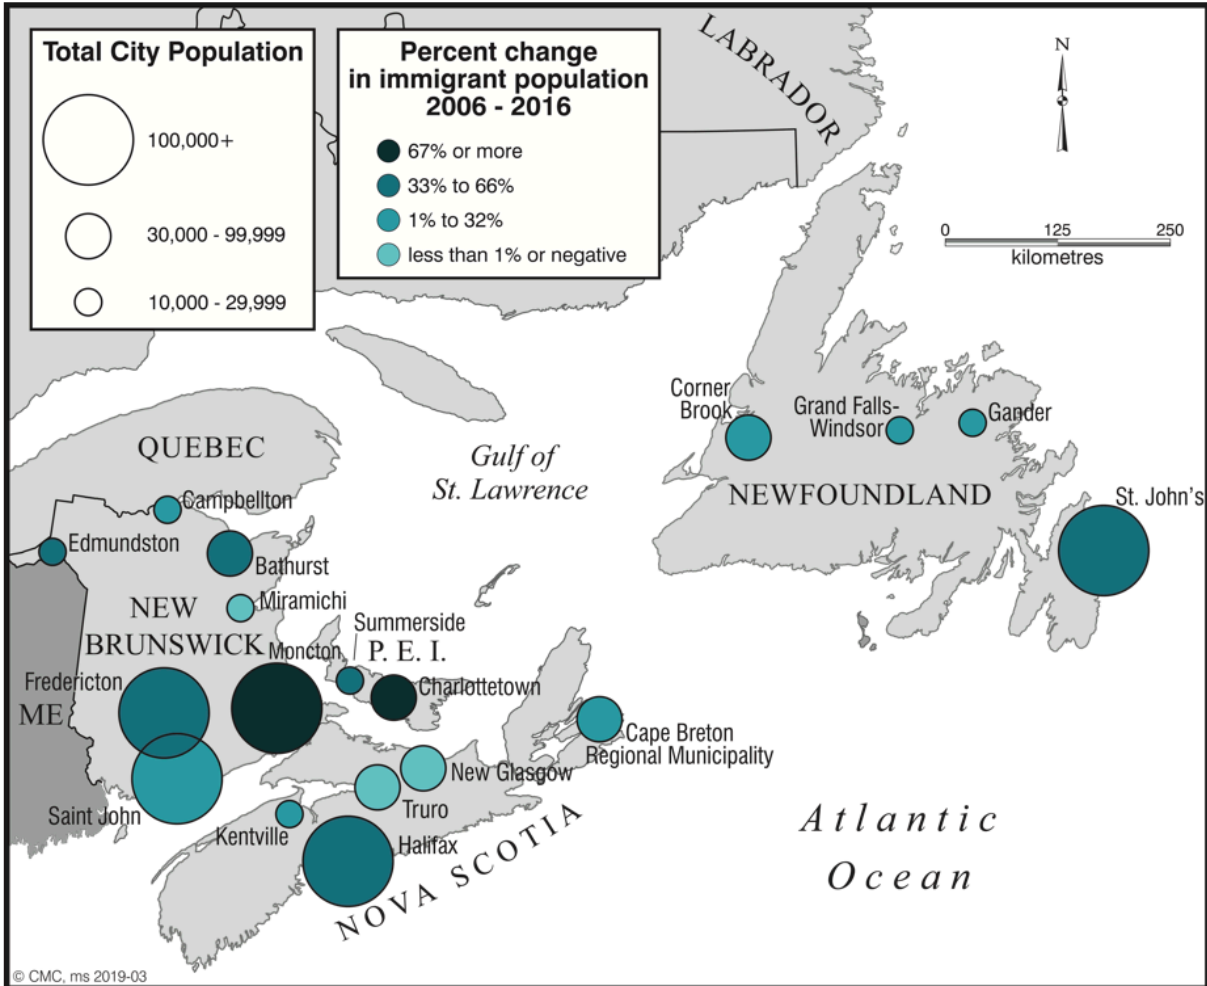 Total City Population
100,000+
30,000 - 99,999
10,000 - 29,999
Percent change
in immigrant population
2006 - 2016
67% or more
33% to 66%
1% to 32%
less than 1% or negative
LABRADOR
N
0 125 250
kilometres
Corner
Brook
Grand Falls-
Windsor
Gander
QUEBEC
Gulf of
St. Lawrence
NEWFOUNDLAND
St. John's
Campbellton
Edmundston
Bathurst
Miramichi
NEW
BRUNSWICK
Summerside
P. E. I.
Moncton
Fredericton
Charlottetown
ME
Cape Breton
Regional Municipality
New Glasgow
Truro
Saint John
Kentville
Halifax
NOVA SCOTIA
Atlantic
Ocean
© CMC, ms 2019-03